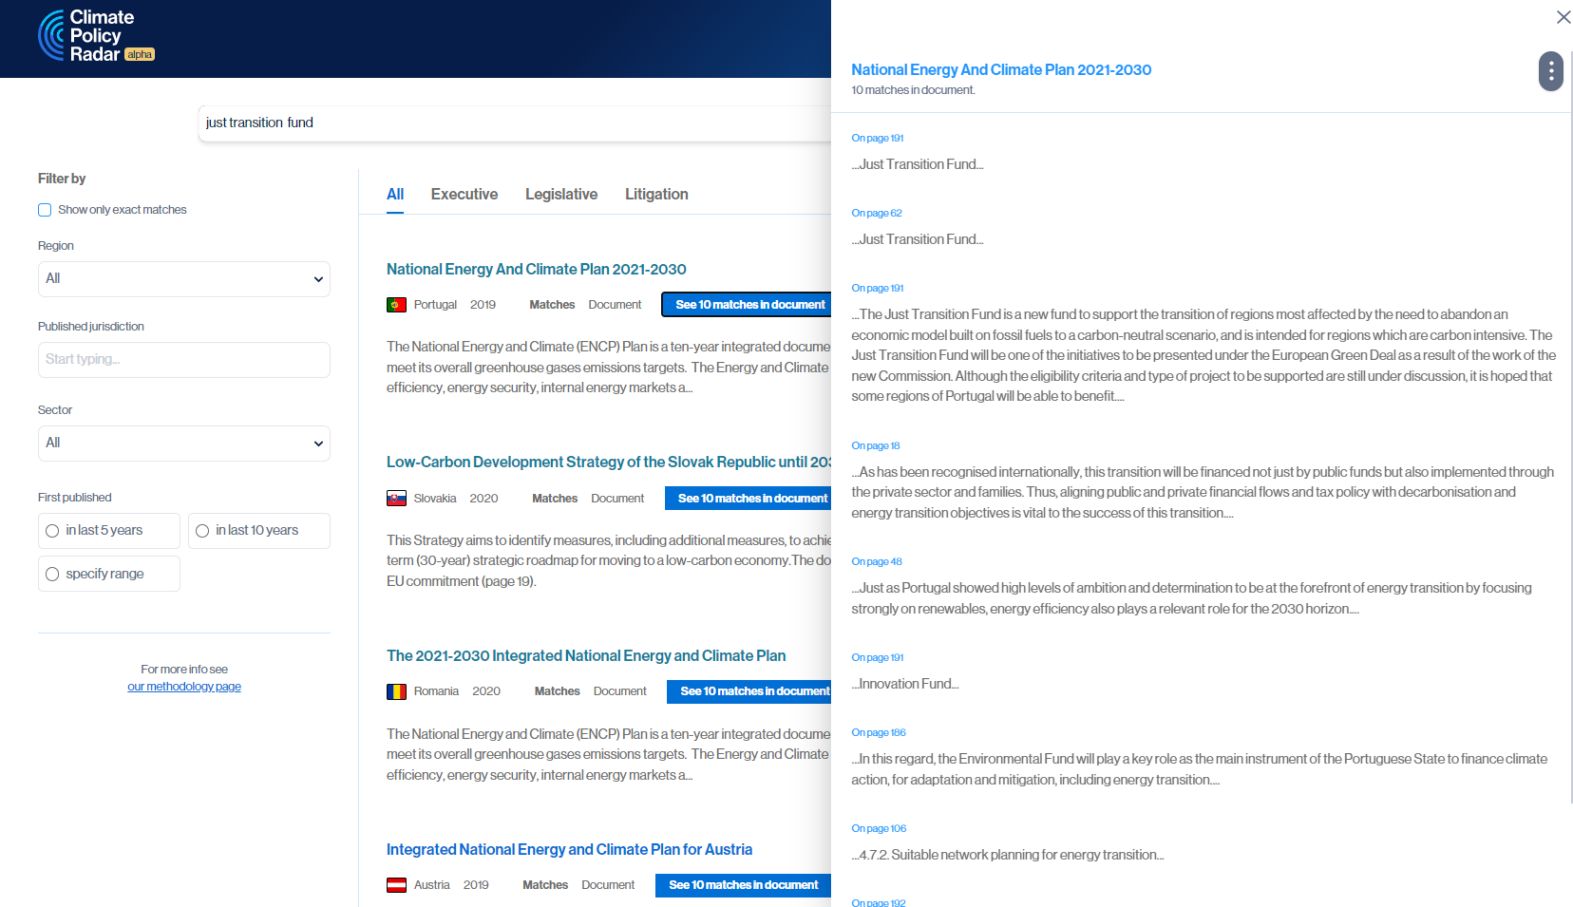 Climate
Policy
Radar alpha
just transition fund
Filter by
Show only exact matches
Region
All
Published jurisdiction
Start typing...
Sector
All
First published
in last 5 years
in last 10 years
specify range
For more info see
our methodology page
All Executive Legislative Litigation
National Energy And Climate Plan 2021-2030
Portugal 2019 Matches Document See 10 matches in document
The National Energy and Climate (ENCP) Plan is a ten-year integrated docume
meet its overall greenhouse gases emissions targets. The Energy and Climate
efficiency, energy security, internal energy markets a...
Low-Carbon Development Strategy of the Slovak Republic until 203
Slovakia 2020 Matches Document See 10 matches in document
This Strategy aims to identify measures, including additional measures, to achie
term (30-year) strategic roadmap for moving to a low-carbon economy.The do
EU commitment (page 19).
The 2021-2030 Integrated National Energy and Climate Plan
Romania 2020 Matches Document See 10 matches in document
The National Energy and Climate (ENCP) Plan is a ten-year integrated docume
meet its overall greenhouse gases emissions targets. The Energy and Climate
efficiency, energy security, internal energy markets a...
Integrated National Energy and Climate Plan for Austria
Austria 2019 Matches Document See 10 matches in document
National Energy And Climate Plan 2021-2030
10 matches in document.
On page 191
...Just Transition Fund...
On page 62
...Just Transition Fund...
On page 191
...The Just Transition Fund is a new fund to support the transition of regions most affected by the need to abandon an
economic model built on fossil fuels to a carbon-neutral scenario, and is intended for regions which are carbon intensive. The
Just Transition Fund will be one of the initiatives to be presented under the European Green Deal as a result of the work of the
new Commission. Although the eligibility criteria and type of project to be supported are still under discussion, it is hoped that
some regions of Portugal will be able to benefit....
On page 18
...As has been recognised internationally, this transition will be financed not just by public funds but also implemented through
the private sector and families. Thus, aligning public and private financial flows and tax policy with decarbonisation and
energy transition objectives is vital to the success of this transition....
On page 48
...Just as Portugal showed high levels of ambition and determination to be at the forefront of energy transition by focusing
strongly on renewables, energy efficiency also plays a relevant role for the 2030 horizon....
On page 191
...Innovation Fund...
On page 186
...In this regard, the Environmental Fund will play a key role as the main instrument of the Portuguese State to finance climate
action, for adaptation and mitigation, including energy transition....
On page 106
...4.7.2. Suitable network planning for energy transition...
On page 192